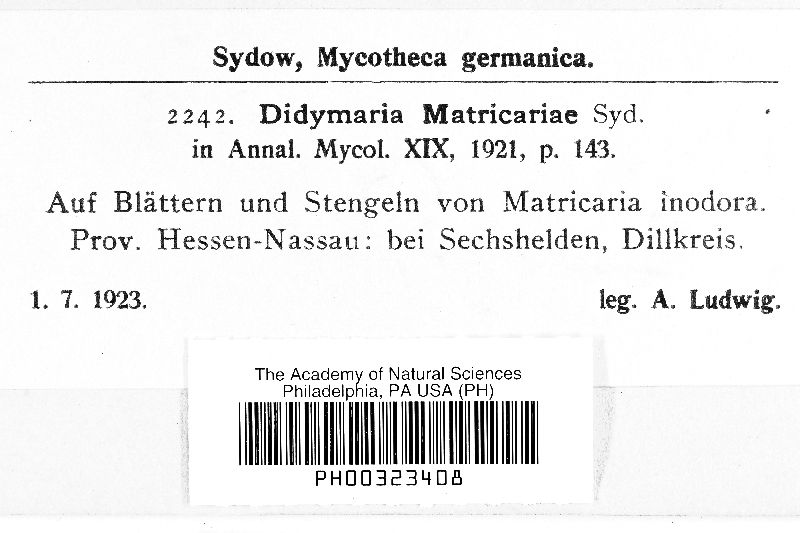 Sydow, Mycotheca germanica.
2242. Didymaria Matricariae Syd.
in Annal. Mycol. XIX, 1921, p. 143.
Auf Blättern und Stengeln von Matricaria inodora.
Prov. Hessen-Nassau: bei Sechshelden, Dillkreis.
1. 7. 1923. leg. A. Ludwig.
The Academy of Natural Sciences
Philadelphia, PA USA (PH)
PH00323408